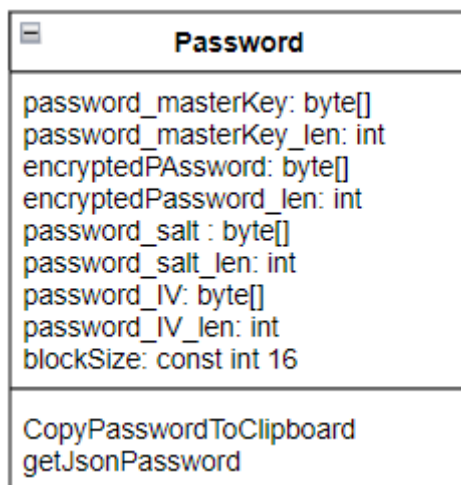 Password
password_masterKey: byte[]
password_masterKey_len: int
encryptedPAssword: byte[]
encryptedPassword_len: int
password_salt : byte[]
password_salt_len: int
password_IV: byte[]
password_IV_len: int
blockSize: const int 16
CopyPasswordToClipboard
getJsonPassword